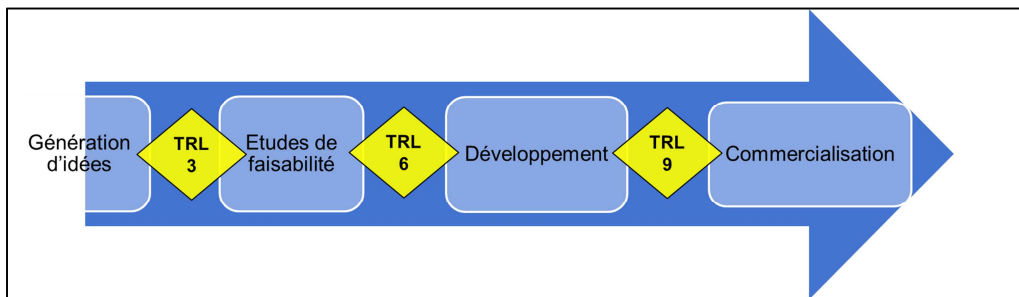 Génération
d'idées
TRL
3
Etudes de
faisabilité
TRL
6
Développement
TRL
9
Commercialisation